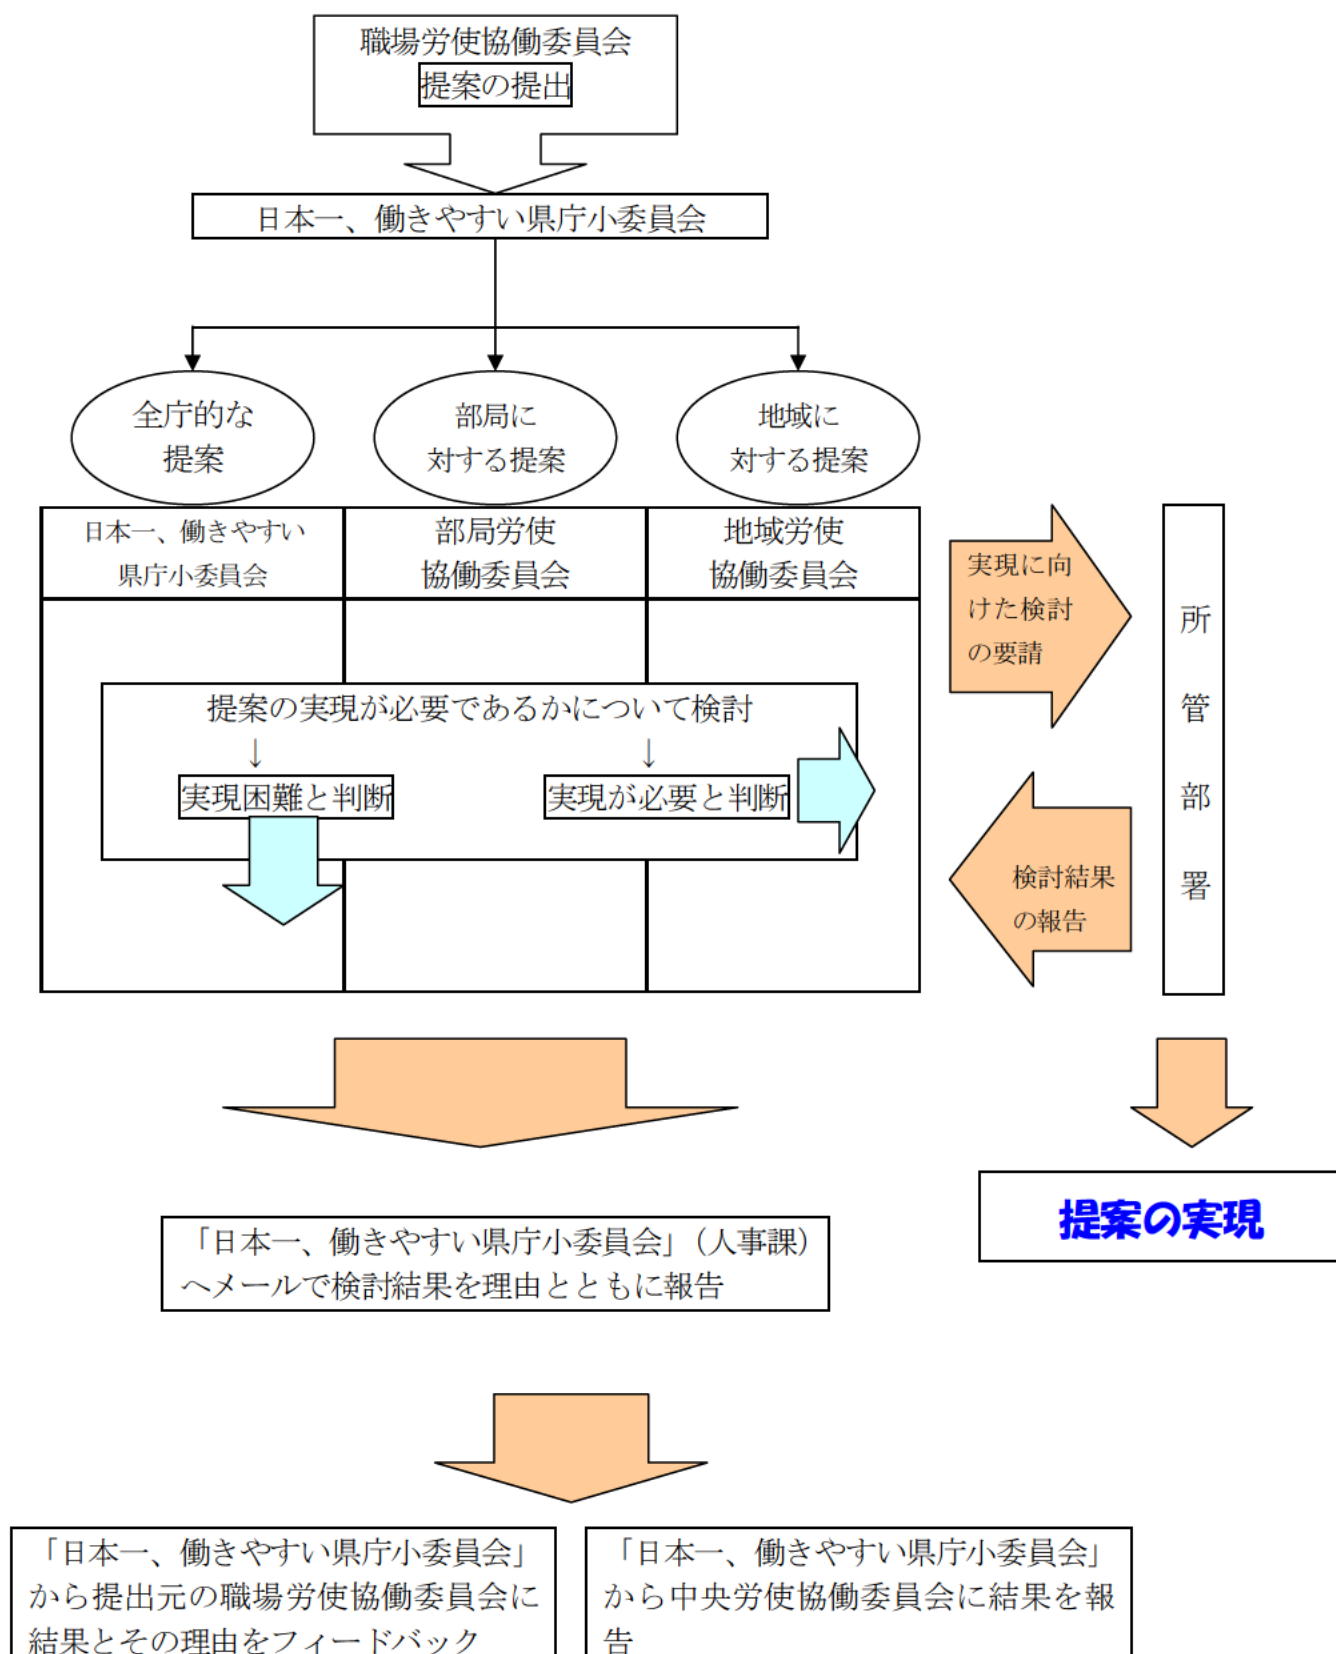 職場労使協働委員会
提案の提出
日本一、働きやすい県庁小委員会
全庁的な
提案
部局に
対する提案
地域に
対する提案
日本一、働きやすい
県庁小委員会
部局労使
協働委員会
地域労使
協働委員会
提案の実現が必要であるかについて検討
↓
↓
実現困難と判断
実現が必要と判断
実現に向
けた検討
の要請
所
管
部
署
検討結果
の報告
提案の実現
「日本一、働きやすい県庁小委員会」（人事課）
へメールで検討結果を理由とともに報告
「日本一、働きやすい県庁小委員会」
から提出元の職場労使協働委員会に
結果とその理由をフィードバック
「日本一、働きやすい県庁小委員会」
から中央労使協働委員会に結果を報
告